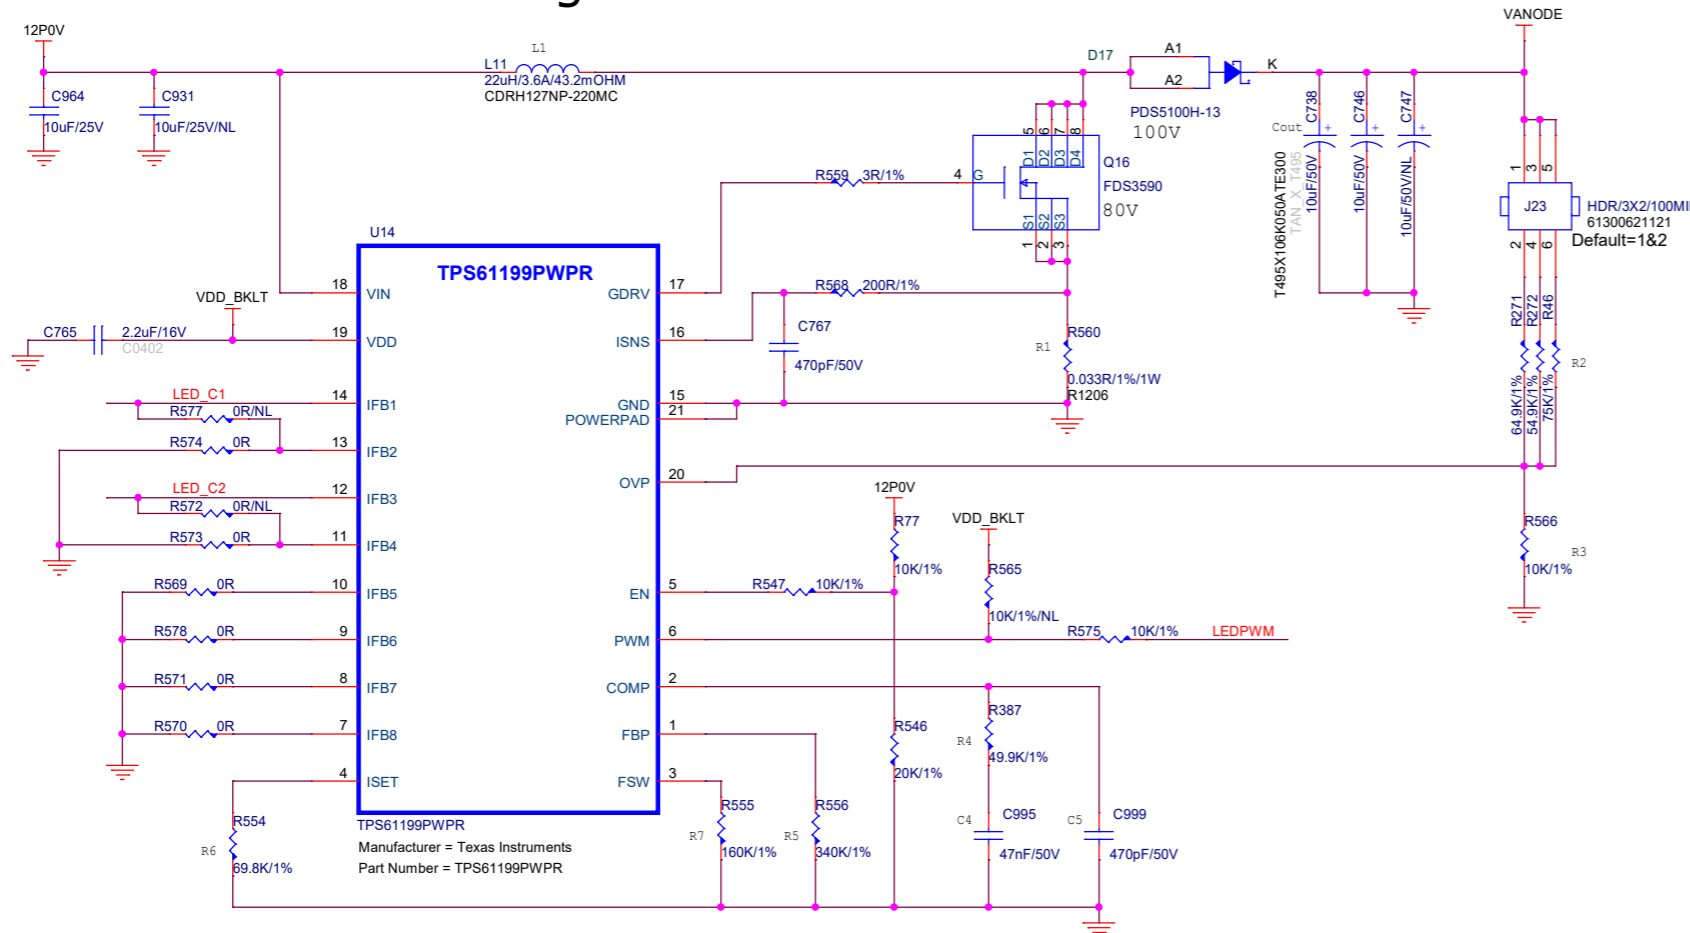 g
12P0V
VANODE
L1
L11
22uH/3.6A/43.2mOHM
CDRH127NP-220MC
C964
10uF/25V
C931
10uF/25V/NL
D17
A1
A2
K
PDS5100H-13
100V
5
6
7
8
D1
D2
D3
D4
4
G
S1
S2
S3
1
2
3
Q16
FDS3590
80V
R559
3R/1%
Cout
C738
10uF/50V
C746
10uF/50V
C747
10uF/50V/NL
T495X106K050ATE300
TAN_X_T495
1
3
5
J23
2
4
6
HDR/3X2/100MI
61300621121
Default=1&2
R271
R272
R46
64.9K/1%
54.9K/1%
75K/1%
R2
U14
TPS61199PWPR
VDD_BKLT
C765
2.2uF/16V
C0402
18
VIN
19
VDD
17
GDRV
16
ISNS
R568
200R/1%
C767
470pF/50V
R560
R1
0.033R/1%/1W
R1206
15
GND
21
POWERPAD
20
OVP
LED_C1
14
IFB1
R577
0R/NL
R574
0R
13
IFB2
LED_C2
12
IFB3
R572
0R/NL
R573
0R
11
IFB4
R569
0R
10
IFB5
R578
0R
9
IFB6
R571
0R
8
IFB7
R570
0R
7
IFB8
4
ISET
R554
R6
69.8K/1%
12P0V
R77
10K/1%
VDD_BKLT
R565
10K/1%/NL
R566
R3
10K/1%
5
EN
R547
10K/1%
6
PWM
R575
10K/1%
LEDPWM
2
COMP
1
FBP
3
FSW
R387
R4
49.9K/1%
R546
20K/1%
C4
C995
47nF/50V
C5
C999
470pF/50V
R555
R7
160K/1%
R556
R5
340K/1%
TPS61199PWPR
Manufacturer = Texas Instruments
Part Number = TPS61199PWPR